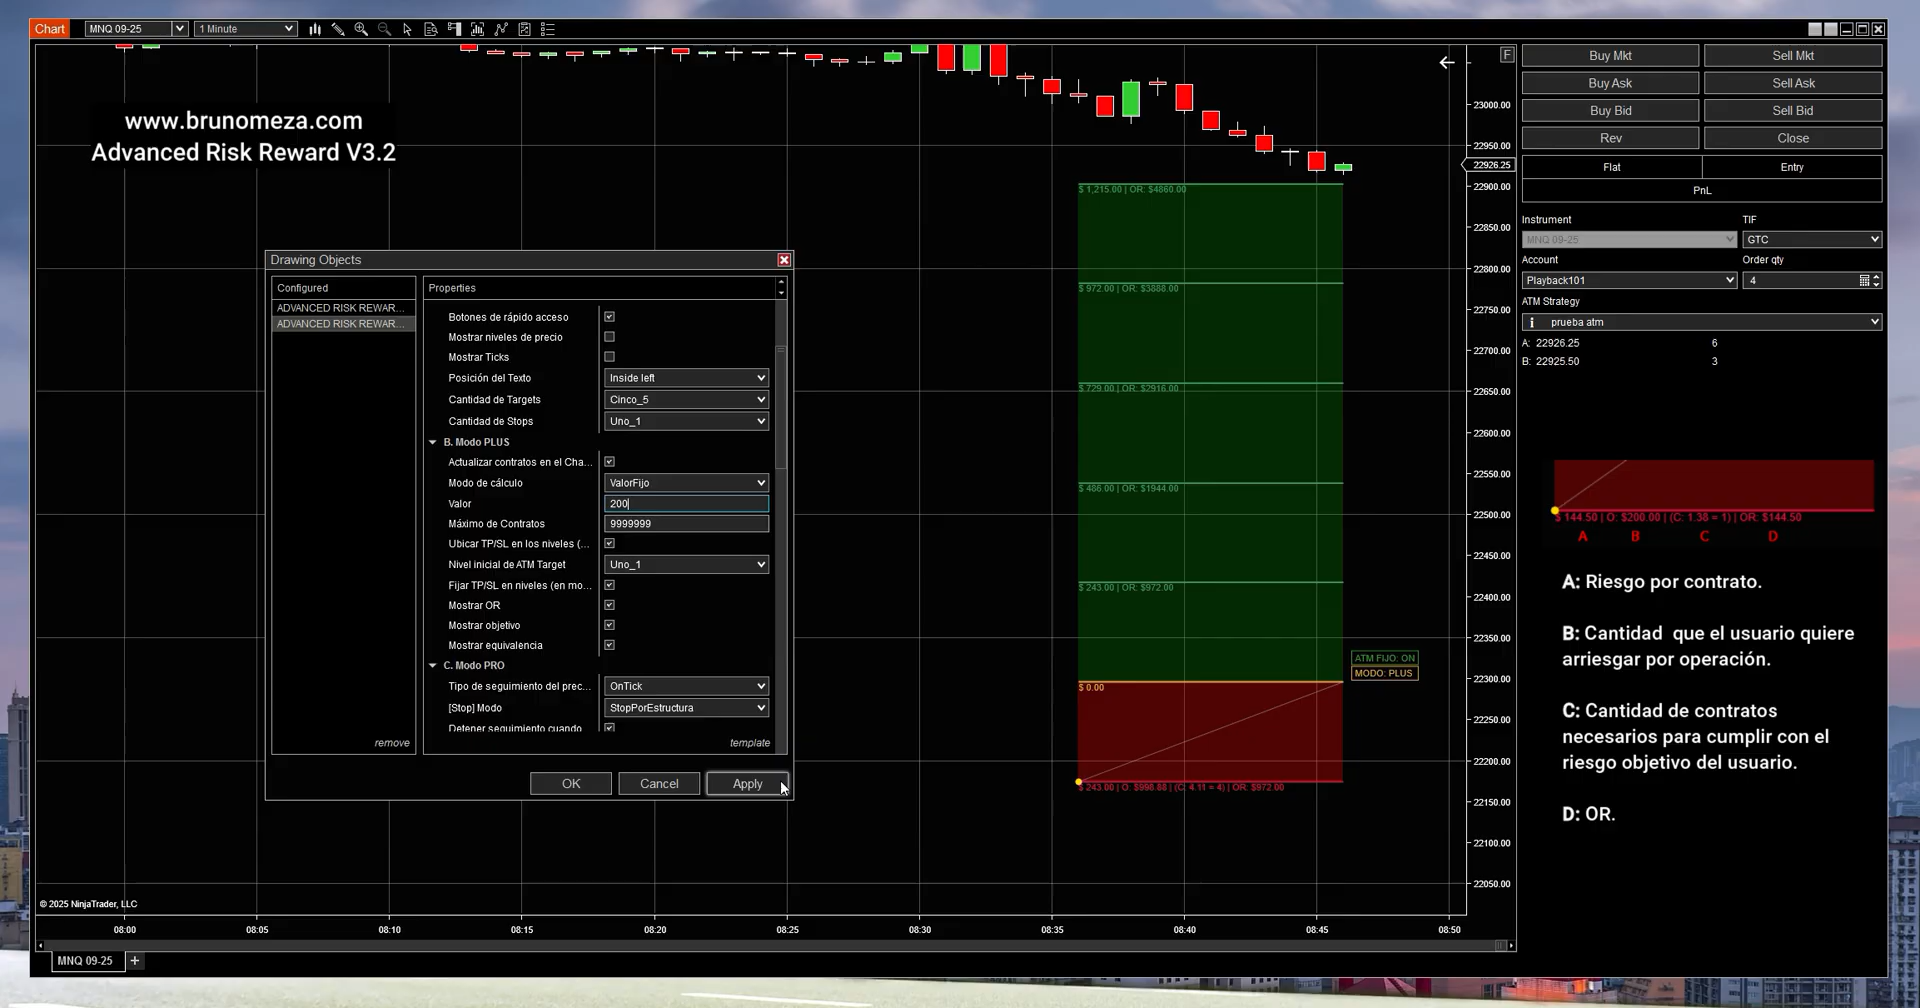 Chart
MNQ 09-25
1 Minute
www.brunomeza.com
Advanced Risk Reward V3.2
F
23000.00
22950.00
22926.25
22900.00
22850.00
22800.00
22750.00
22700.00
22650.00
22600.00
22550.00
22500.00
22450.00
22400.00
22350.00
22300.00
22250.00
22200.00
22150.00
22100.00
22050.00
$ 1,215.00 | OR: $4860.00
$ 972.00 | OR: $3888.00
$ 729.00 | OR: $2916.00
$ 486.00 | OR: $1944.00
$ 243.00 | OR: $972.00
ATM FIJO: ON
MODO: PLUS
$ 0.00
$ 243.00 | O: $998.88 | (C: 4.11 = 4) | OR: $972.00
Drawing Objects
Configured
ADVANCED RISK REWAR...
ADVANCED RISK REWAR...
remove
Properties
Botones de rápido acceso
Mostrar niveles de precio
Mostrar Ticks
Posición del Texto Inside left
Cantidad de Targets Cinco_5
Cantidad de Stops Uno_1
B. Modo PLUS
Actualizar contratos en el Cha...
Modo de cálculo ValorFijo
Valor 200
Máximo de Contratos 9999999
Ubicar TP/SL en los niveles (...
Nivel inicial de ATM Target Uno_1
Fijar TP/SL en niveles (en mo...
Mostrar OR
Mostrar objetivo
Mostrar equivalencia
C. Modo PRO
Tipo de seguimiento del prec... OnTick
[Stop] Modo StopPorEstructura
Detener seguimiento cuando
template
OK Cancel Apply
© 2025 NinjaTrader, LLC
08:00 08:05 08:10 08:15 08:20 08:25 08:30 08:35 08:40 08:45 08:50
MNQ 09-25 +
Buy Mkt Sell Mkt
Buy Ask Sell Ask
Buy Bid Sell Bid
Rev Close
Flat Entry
PnL
Instrument TIF
MNQ 09-25 GTC
Account Order qty
Playback101 4
ATM Strategy
prueba atm
A: 22926.25 6
B: 22925.50 3
$ 144.50 | O: $200.00 | (C: 1.38 = 1) | OR: $144.50
A B C D
A: Riesgo por contrato.
B: Cantidad que el usuario quiere
arriesgar por operación.
C: Cantidad de contratos
necesarios para cumplir con el
riesgo objetivo del usuario.
D: OR.